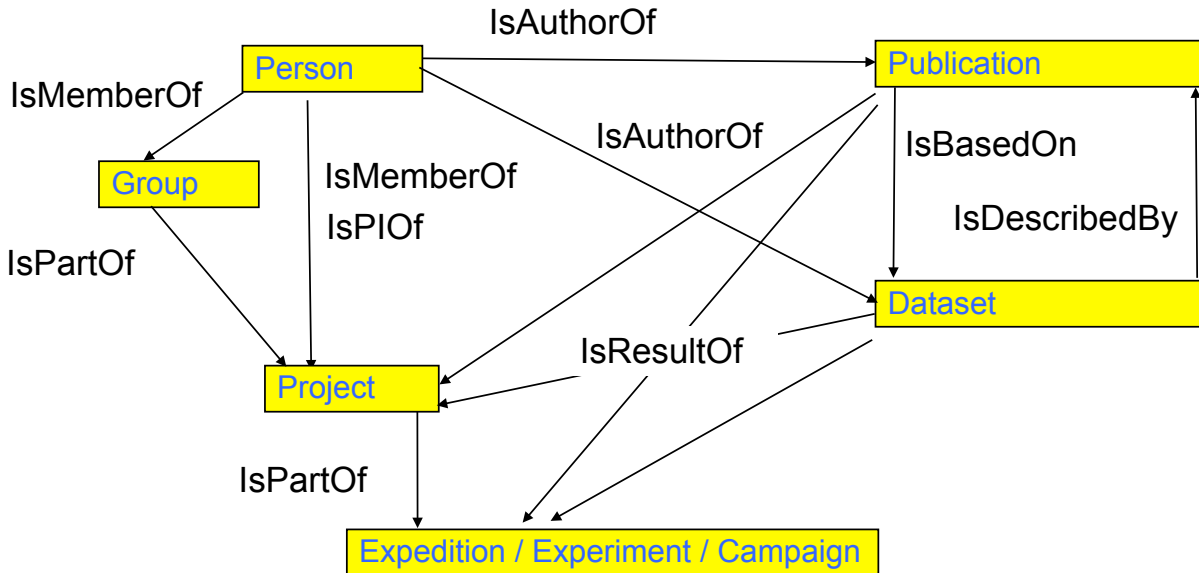 IsAuthorOf
Person
Publication
IsMemberOf
IsAuthorOf
IsBasedOn
Group
IsMemberOf
IsPIOf
IsDescribedBy
IsPartOf
Dataset
IsResultOf
Project
IsPartOf
Expedition / Experiment / Campaign